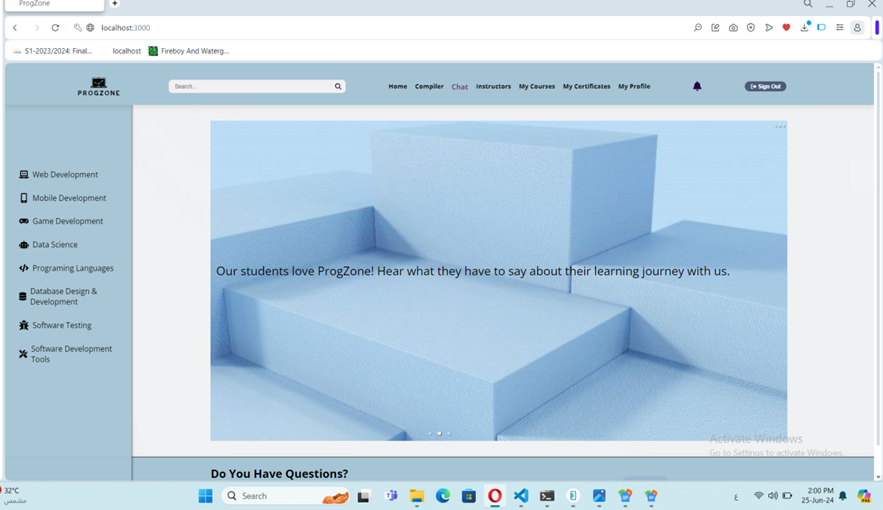 ProgZone
localhost:3000
S1-2023/2024: Final...
localhost
Fireboy And Waterg...
PROGZONE
Search...
Home
Compiler
Chat
Instructors
My Courses
My Certificates
My Profile
Sign Out
Web Development
Mobile Development
Game Development
Data Science
Programing Languages
Database Design &
Development
Software Testing
Software Development
Tools
Our students love ProgZone! Hear what they have to say about their learning journey with us.
Activate Windows
Go to Settings to activate Windows.
Do You Have Questions?
32°C
مشمس
Search
ع
2:00 PM
25-Jun-24